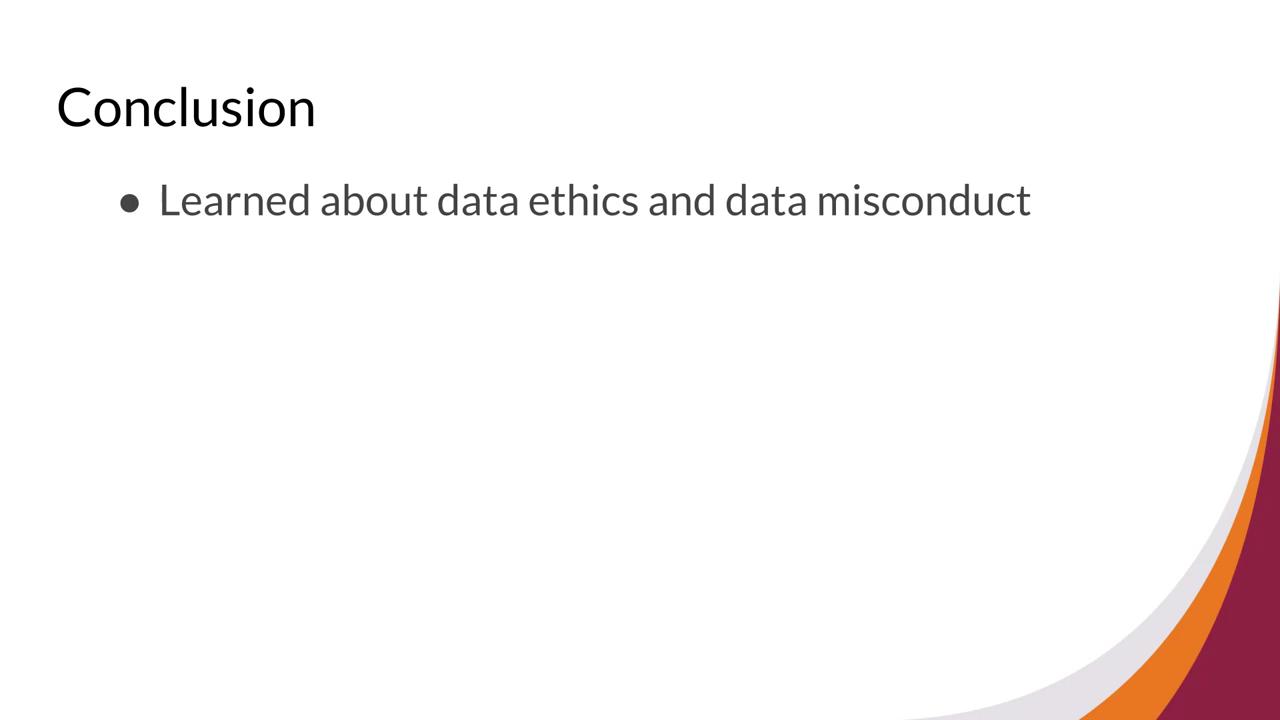 Conclusion
● Learned about data ethics and data misconduct